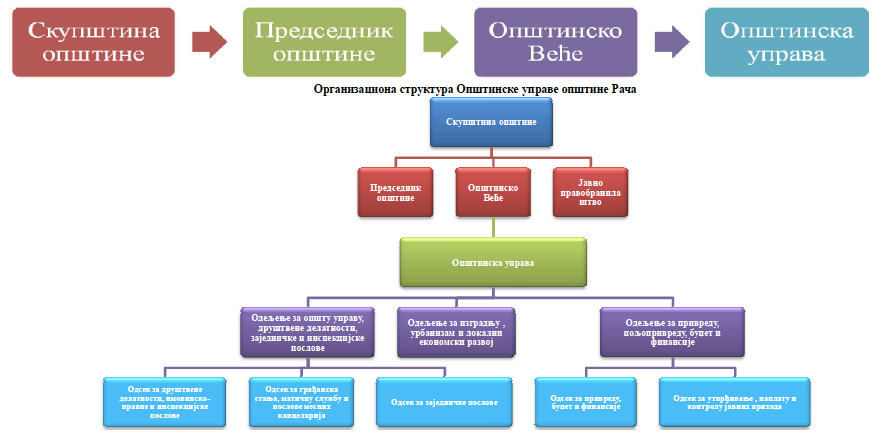 Скупштина
општине
Председник
општине
Општинско
Веће
Општинска
управа
Организациона структура Општинске управе општине Рача
Скупштина општине
Председник
општине
Општинско
Веће
Јавно
правобранила
штво
Општинска управа
Одељење за општу управу,
друштвене делатности,
заједничке и инспекцијске
послове
Одељење за изградњу ,
урбанизам и локални
економски развој
Одељење за привреду,
пољопривреду, буџет и
финансије
Одсек за друштвене
делатности, имовинско-
правне и инспекцијске
послове
Одсек за грађанска
стања, матичну службу и
послове месних
канцеларија
Одсек за заједничке послове
Одсек за привреду,
буџет и финансије
Одсек за утврђивање , наплату и
контролу јавних прихода